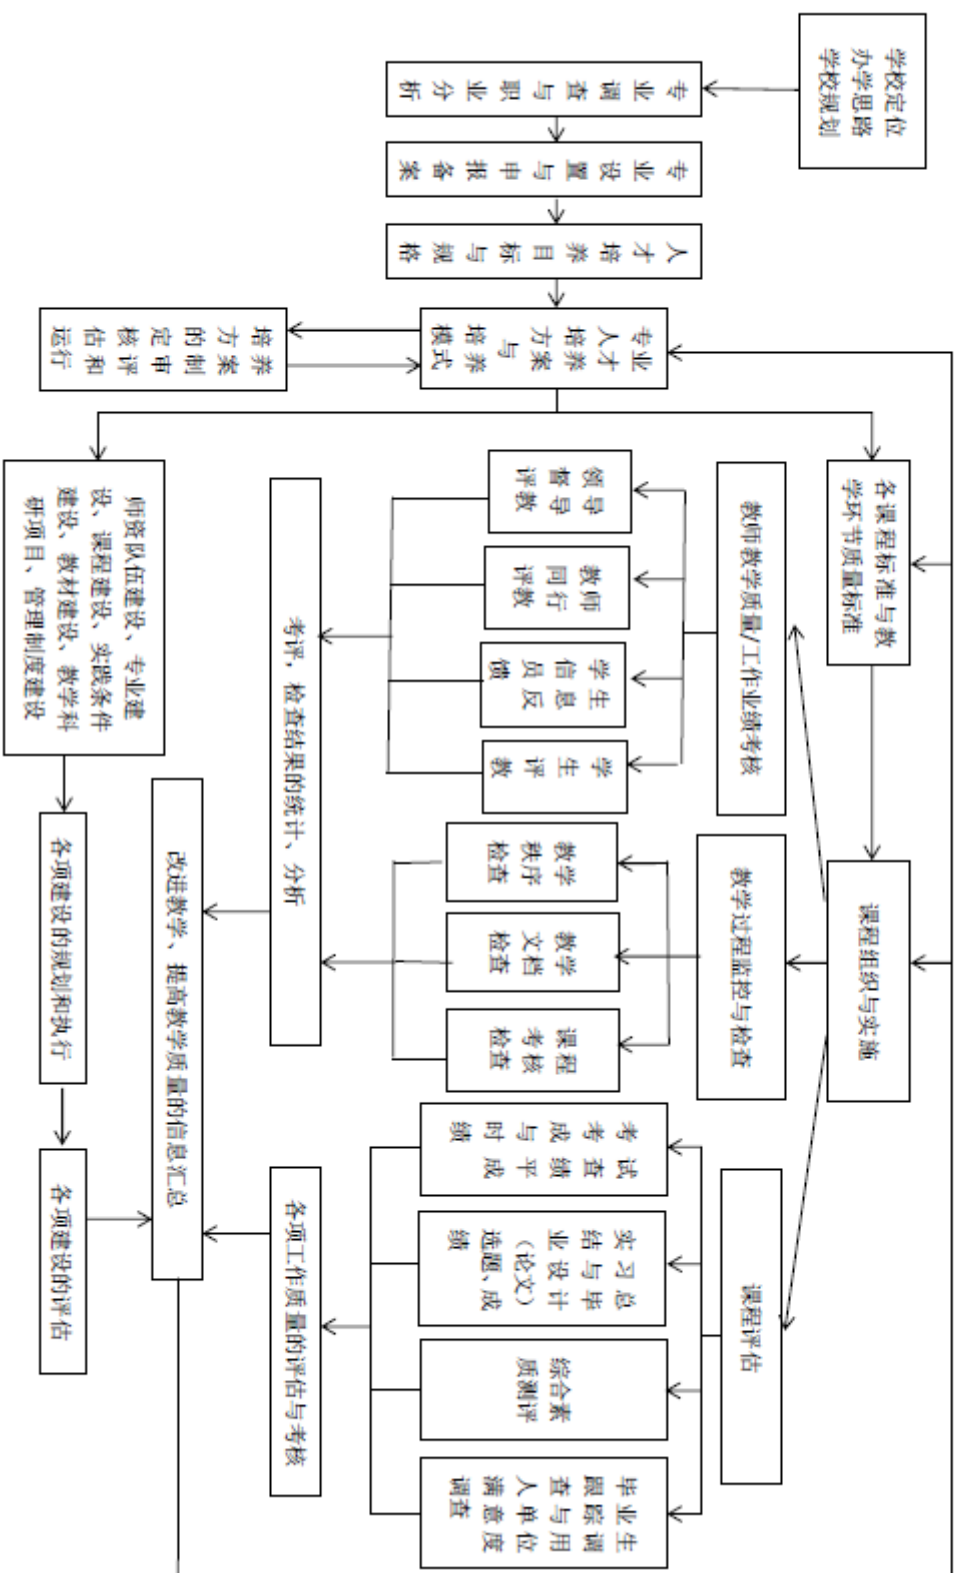 学校定位
办学思路
学校规划
专业调查与职业分析
专业设置与申报备案
人才培养目标与规格
专业
人才
培养
方案
与
培养
模式
培养
方案
的制
定审
核评
估和
运行
各课程标准与教
学环节质量标准
师资队伍建设、专业建
设、课程建设、实践条件
建设、教材建设、教学科
研项目、管理制度建设
课程组织与实施
教师教学质量/工作业绩考核
教学过程监控与检查
课程评估
领导
督导
评教
教师
同行
评教
学生
信息
员反
馈
学生评教
教学
秩序
检查
教学
文档
检查
课程
考核
检查
考试
考查
成绩
与平
时成
绩
实习总
结与毕
业设计
（论文）
选题、成
绩
综合素
质测评
毕业生
跟踪调
查与用
人单位
满意度
调查
考评，检查结果的统计、分析
各项工作质量的评估与考核
改进教学、提高教学质量的信息汇总
各项建设的规划和执行
各项建设的评估